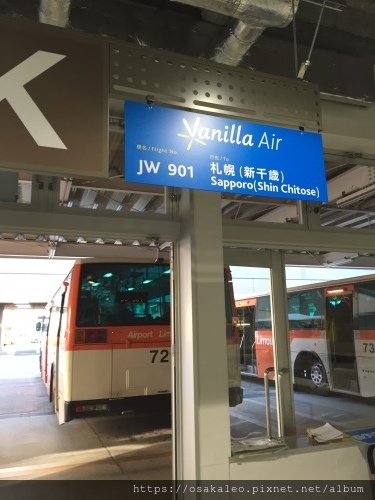 K
Vanilla Air
便名/Flight No. 行先/To
JW 901 札幌(新千歳)
Sapporo(Shin Chitose)
Airport Limo
72
Limou
73
https://osakaleo.pixnet.net/album